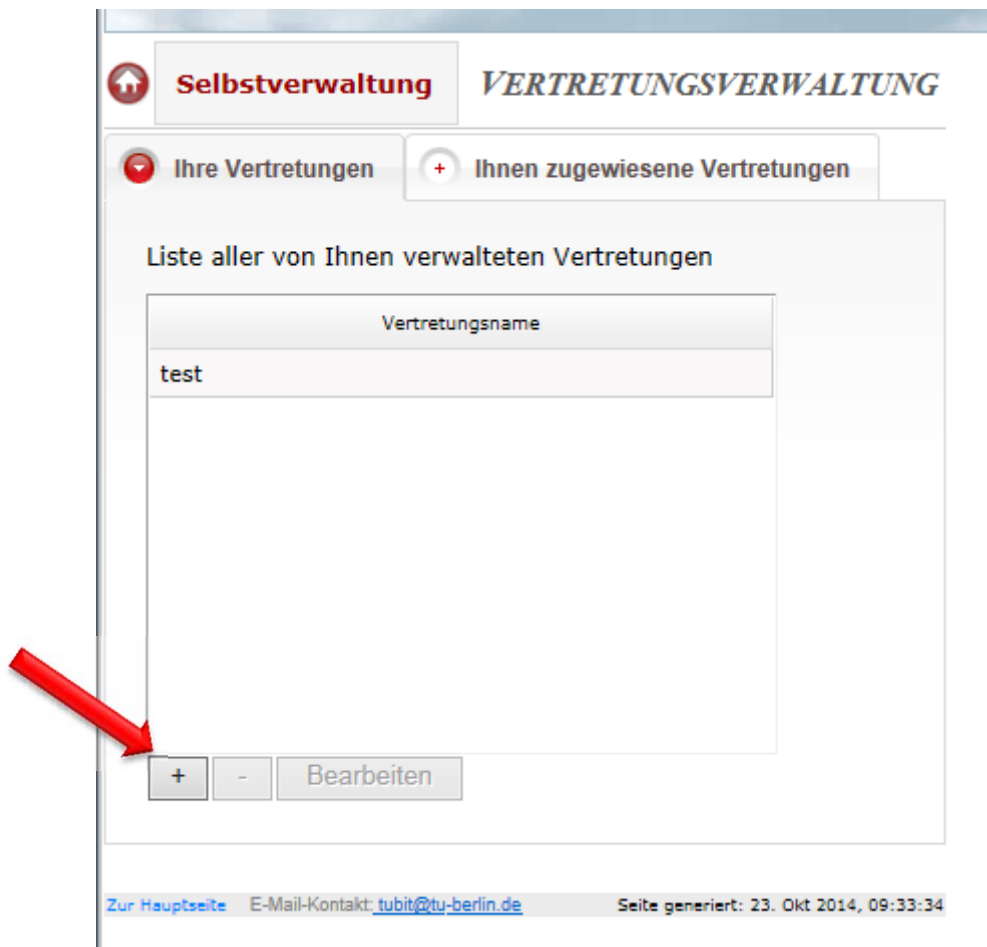 Selbstverwaltung VERTRETUNGSVERWALTUNG
Ihre Vertretungen + Ihnen zugewiesene Vertretungen
Liste aller von Ihnen verwalteten Vertretungen
Vertretungsname
test
+ - Bearbeiten
Zur Hauptseite E-Mail-Kontakt: tubit@tu-berlin.de Seite generiert: 23. Okt 2014, 09:33:34